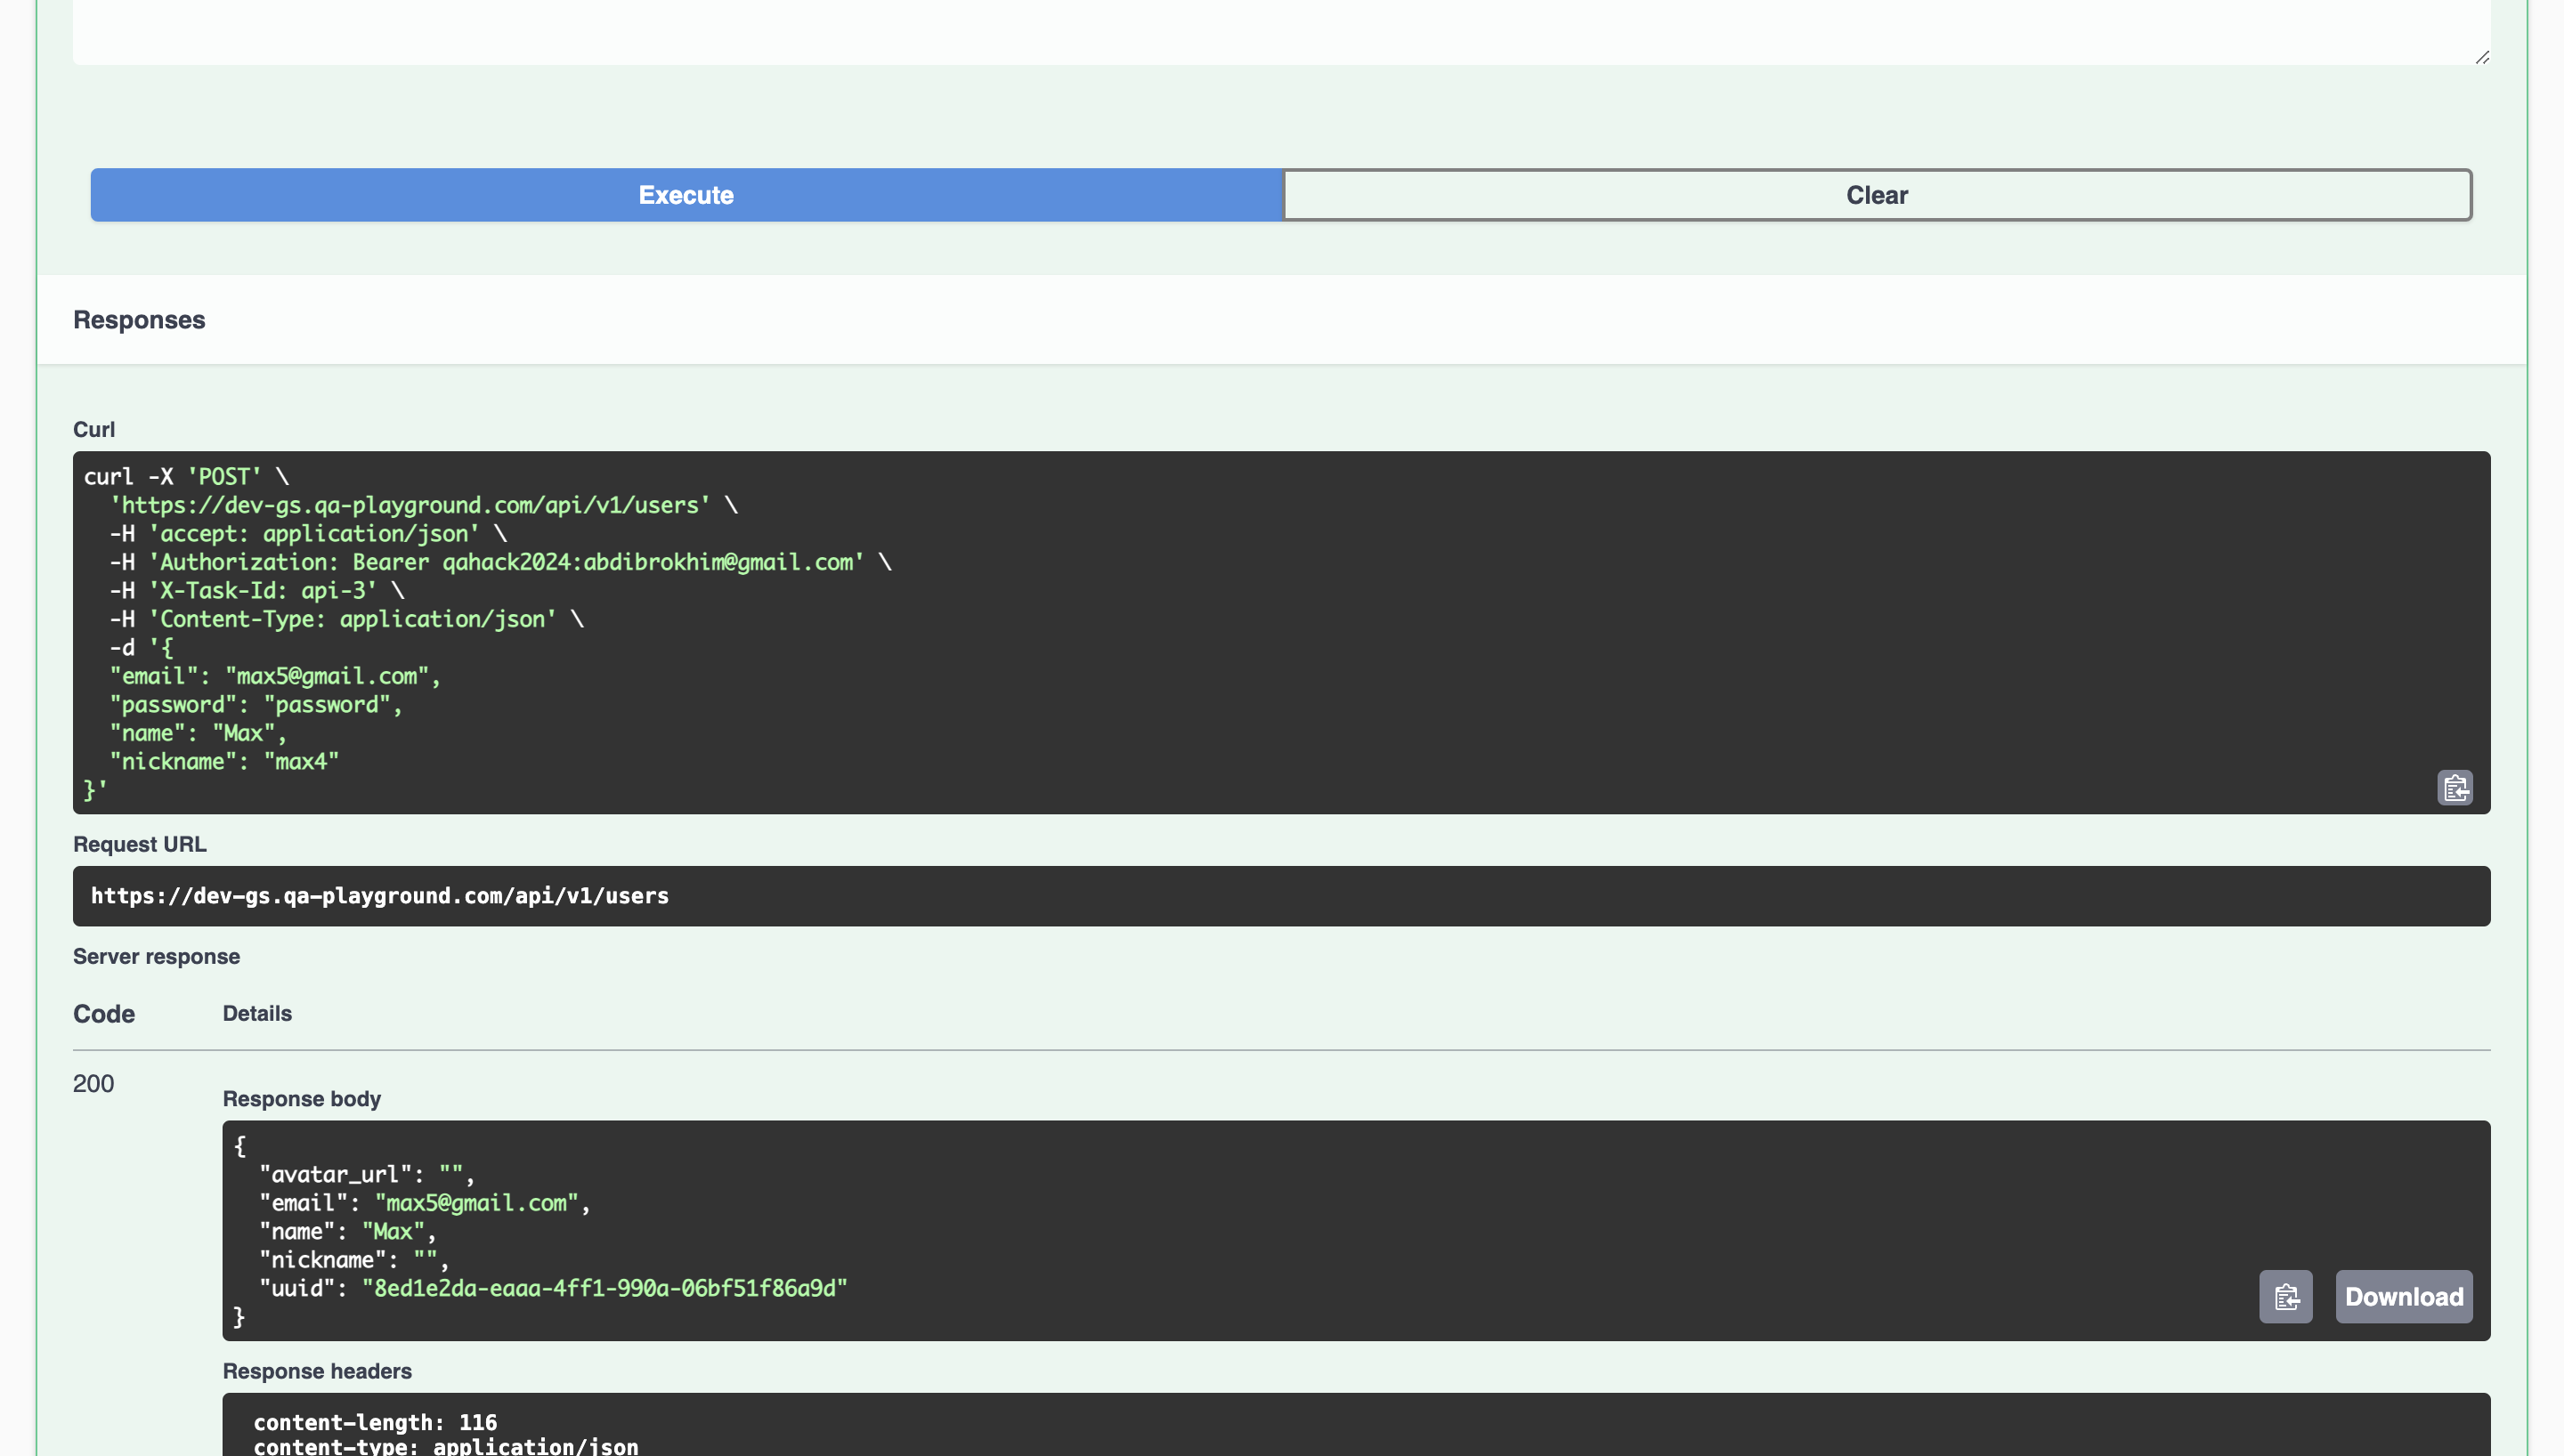 Execute
Clear
Responses
Curl
curl -X 'POST' \
'https://dev-gs.qa-playground.com/api/v1/users' \
-H 'accept: application/json' \
-H 'Authorization: Bearer qahack2024:abdibrokhim@gmail.com' \
-H 'X-Task-Id: api-3' \
-H 'Content-Type: application/json' \
-d '{
"email": "max5@gmail.com",
"password": "password",
"name": "Max",
"nickname": "max4"
}'
Request URL
https://dev-gs.qa-playground.com/api/v1/users
Server response
Code Details
200
Response body
{
"avatar_url": "",
"email": "max5@gmail.com",
"name": "Max",
"nickname": "",
"uuid": "8ed1e2da-eaaa-4ff1-990a-06bf51f86a9d"
}
Download
Response headers
content-length: 116
content-type: application/json